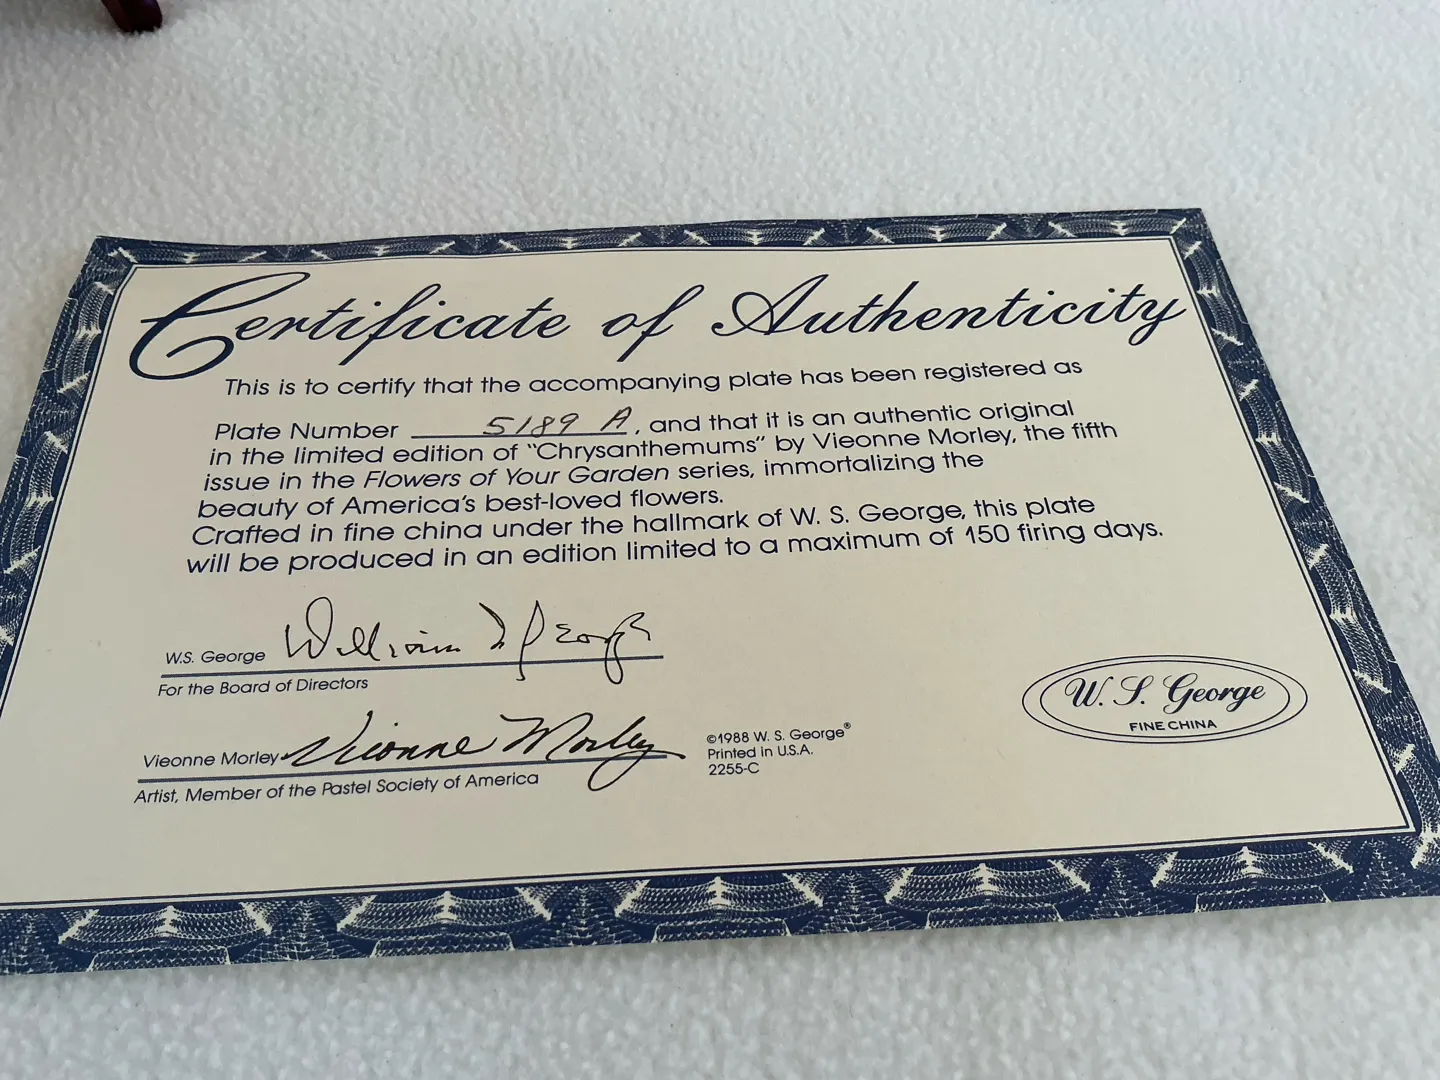 Certificate of Authenticity
This is to certify that the accompanying plate has been registered as
Plate Number 5189 A, and that it is an authentic original
in the limited edition of "Chrysanthemums" by Vieonne Morley, the fifth
issue in the Flowers of Your Garden series, immortalizing the
beauty of America's best-loved flowers.
Crafted in fine china under the hallmark of W. S. George, this plate
will be produced in an edition limited to a maximum of 150 firing days.
W.S. George William S George
For the Board of Directors
Vieonne Morley Vieonne Morley
Artist, Member of the Pastel Society of America
©1988 W. S. George®
Printed in U.S.A.
2255-C
W. S. George
FINE CHINA